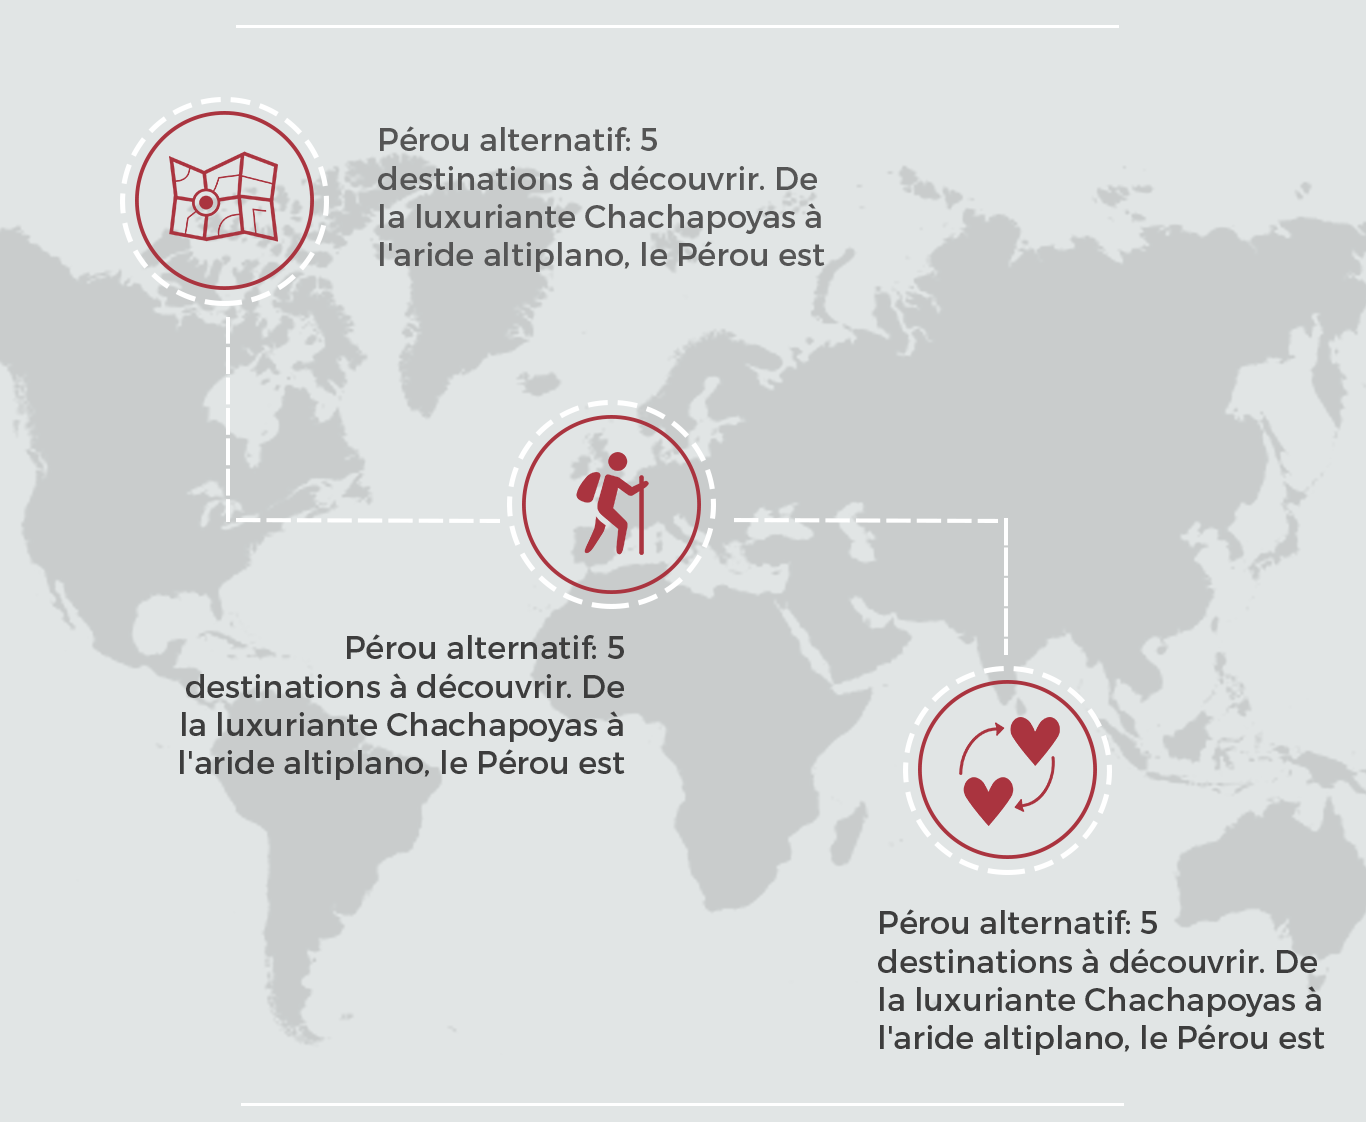 Pérou alternatif: 5
destinations à découvrir. De
la luxuriante Chachapoyas à
l'aride altiplano, le Pérou est
Pérou alternatif: 5
destinations à découvrir. De
la luxuriante Chachapoyas à
l'aride altiplano, le Pérou est
Pérou alternatif: 5
destinations à découvrir. De
la luxuriante Chachapoyas à
l'aride altiplano, le Pérou est